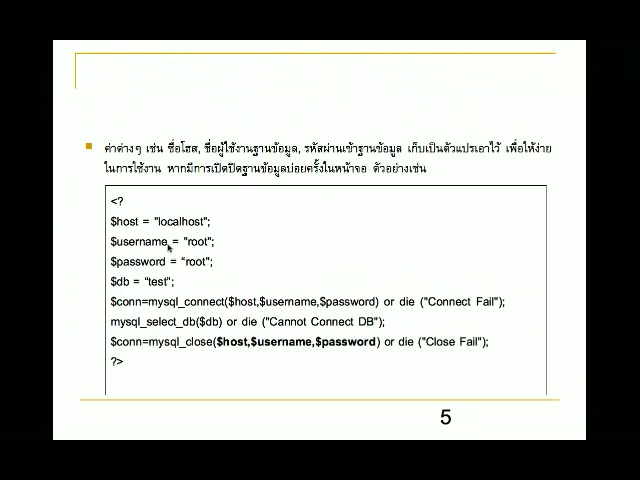 ค่าต่างๆ เช่น ชื่อโฮส, ชื่อผู้ใช้งานฐานข้อมูล, รหัสผ่านเข้าฐานข้อมูล เก็บเป็นตัวแปรเอาไว้ เพื่อให้ง่าย
ในการใช้งาน หากมีการเปิดปิดฐานข้อมูลบ่อยครั้งในหน้าจอ ตัวอย่างเช่น
<?
$host = "localhost";
$username = "root";
$password = "root";
$db = "test";
$conn=mysql_connect($host,$username,$password) or die ("Connect Fail");
mysql_select_db($db) or die ("Cannot Connect DB");
$conn=mysql_close($host,$username,$password) or die ("Close Fail");
?>
5